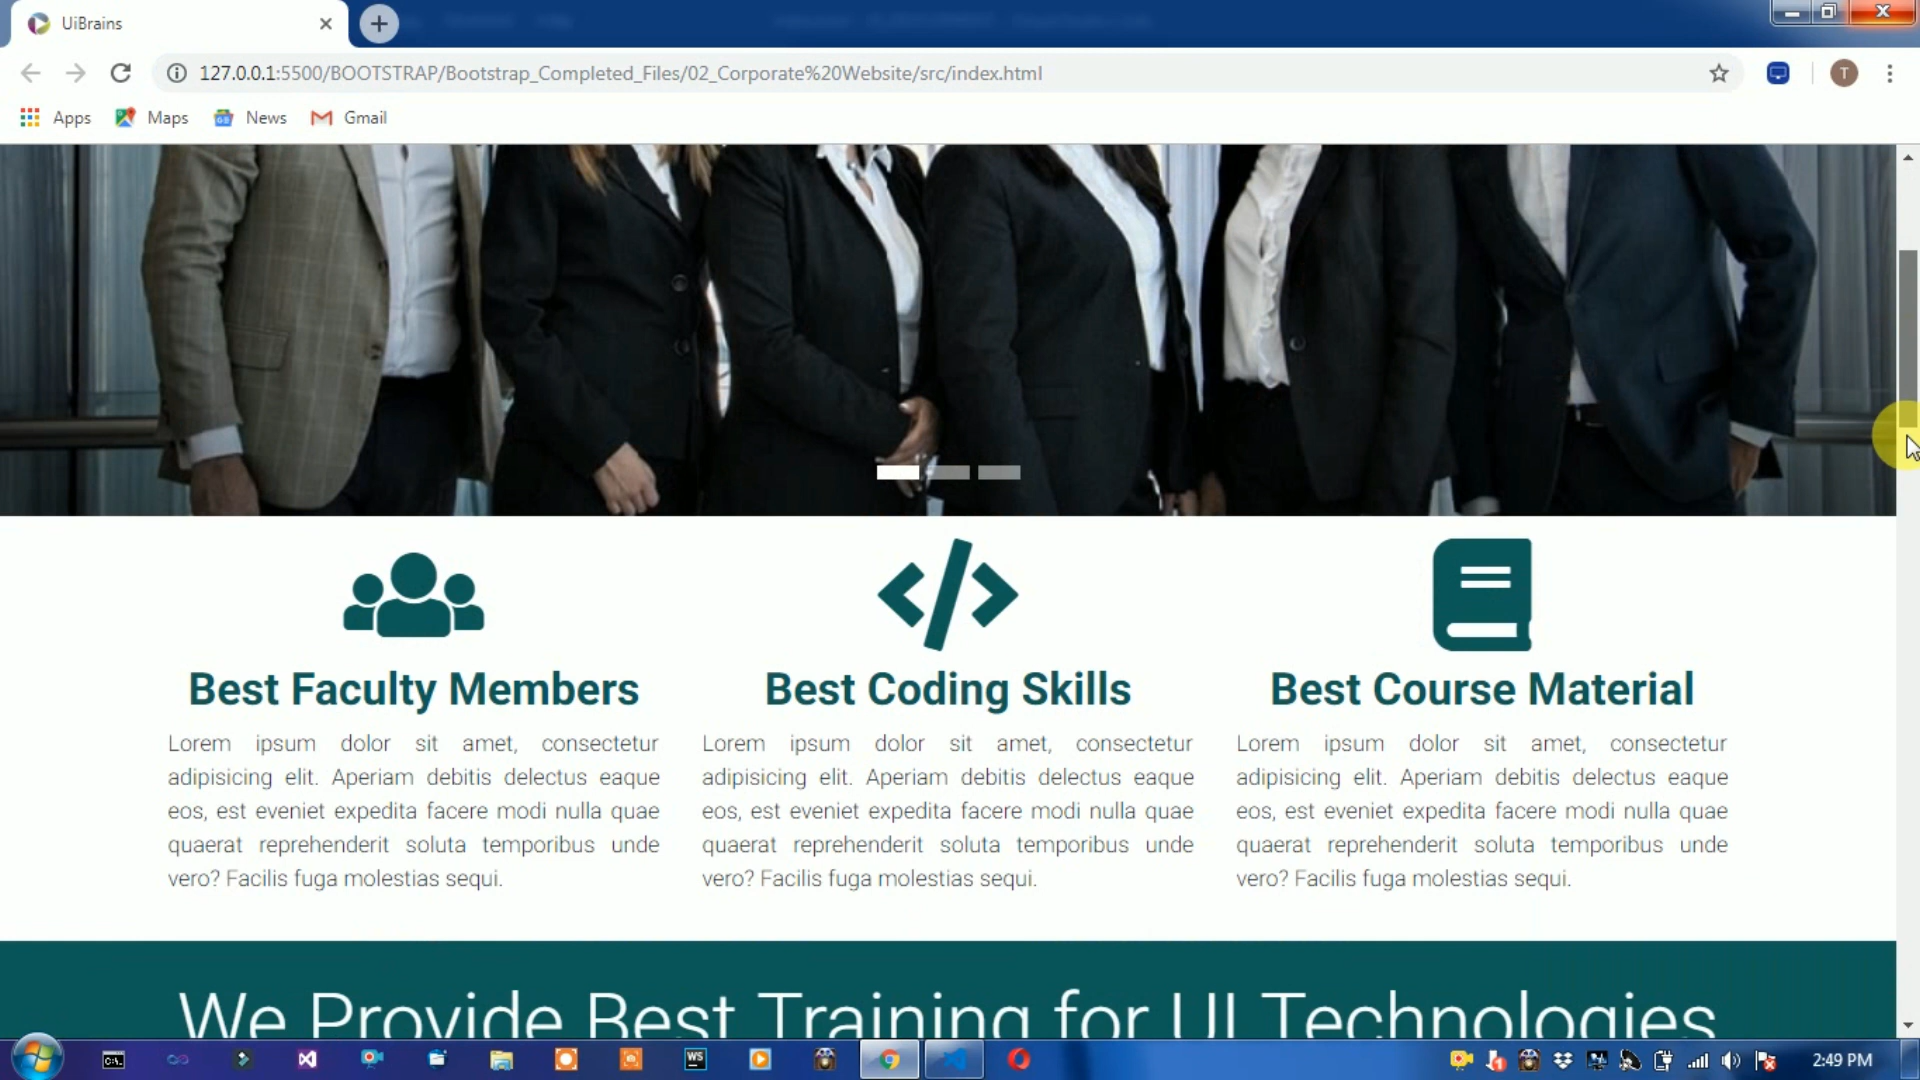 UiBrains
127.0.0.1:5500/BOOTSTRAP/Bootstrap_Completed_Files/02_Corporate%20Website/src/index.html
T
Apps Maps News Gmail
Best Faculty Members
Lorem ipsum dolor sit amet, consectetur
adipisicing elit. Aperiam debitis delectus eaque
eos, est eveniet expedita facere modi nulla quae
quaerat reprehenderit soluta temporibus unde
vero? Facilis fuga molestias sequi.
Best Coding Skills
Lorem ipsum dolor sit amet, consectetur
adipisicing elit. Aperiam debitis delectus eaque
eos, est eveniet expedita facere modi nulla quae
quaerat reprehenderit soluta temporibus unde
vero? Facilis fuga molestias sequi.
Best Course Material
Lorem ipsum dolor sit amet, consectetur
adipisicing elit. Aperiam debitis delectus eaque
eos, est eveniet expedita facere modi nulla quae
quaerat reprehenderit soluta temporibus unde
vero? Facilis fuga molestias sequi.
We Provide Best Training for UI Technologies
C:\.
WS
2:49 PM